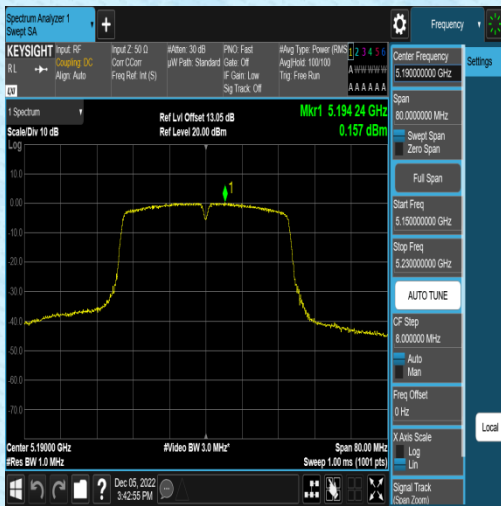 Spectrum Analyzer 1
Swept SA
+
Frequency
KEYSIGHT
Input: RF
Coupling: DC
Align: Auto
Input Z: 50 Ω
Corr CCorr
Freq Ref: Int (S)
#Atten: 30 dB
µW Path: Standard
PNO: Fast
Gate: Off
IF Gain: Low
Sig Track: Off
#Avg Type: Power (RMS
Avg|Hold: 100/100
Trig: Free Run
1 2 3 4 5 6
A W W W W W
A A A A A A
R L
LXI
1 Spectrum
Scale/Div 10 dB
Ref Lvl Offset 13.05 dB
Ref Level 20.00 dBm
Mkr1 5.194 24 GHz
0.157 dBm
Log
10.0
0.00
-10.0
-20.0
-30.0
-40.0
-50.0
-60.0
-70.0
1
Center 5.19000 GHz
#Res BW 1.0 MHz
#Video BW 3.0 MHz*
Span 80.00 MHz
Sweep 1.00 ms (1001 pts)
Center Frequency
5.190000000 GHz
Settings
Span
80.0000000 MHz
Swept Span
Zero Span
Full Span
Start Freq
5.150000000 GHz
Stop Freq
5.230000000 GHz
AUTO TUNE
CF Step
8.000000 MHz
Auto
Man
Freq Offset
0 Hz
X Axis Scale
Log
Lin
Local
Signal Track
(Span Zoom)
?
Dec 05, 2022
3:42:55 PM